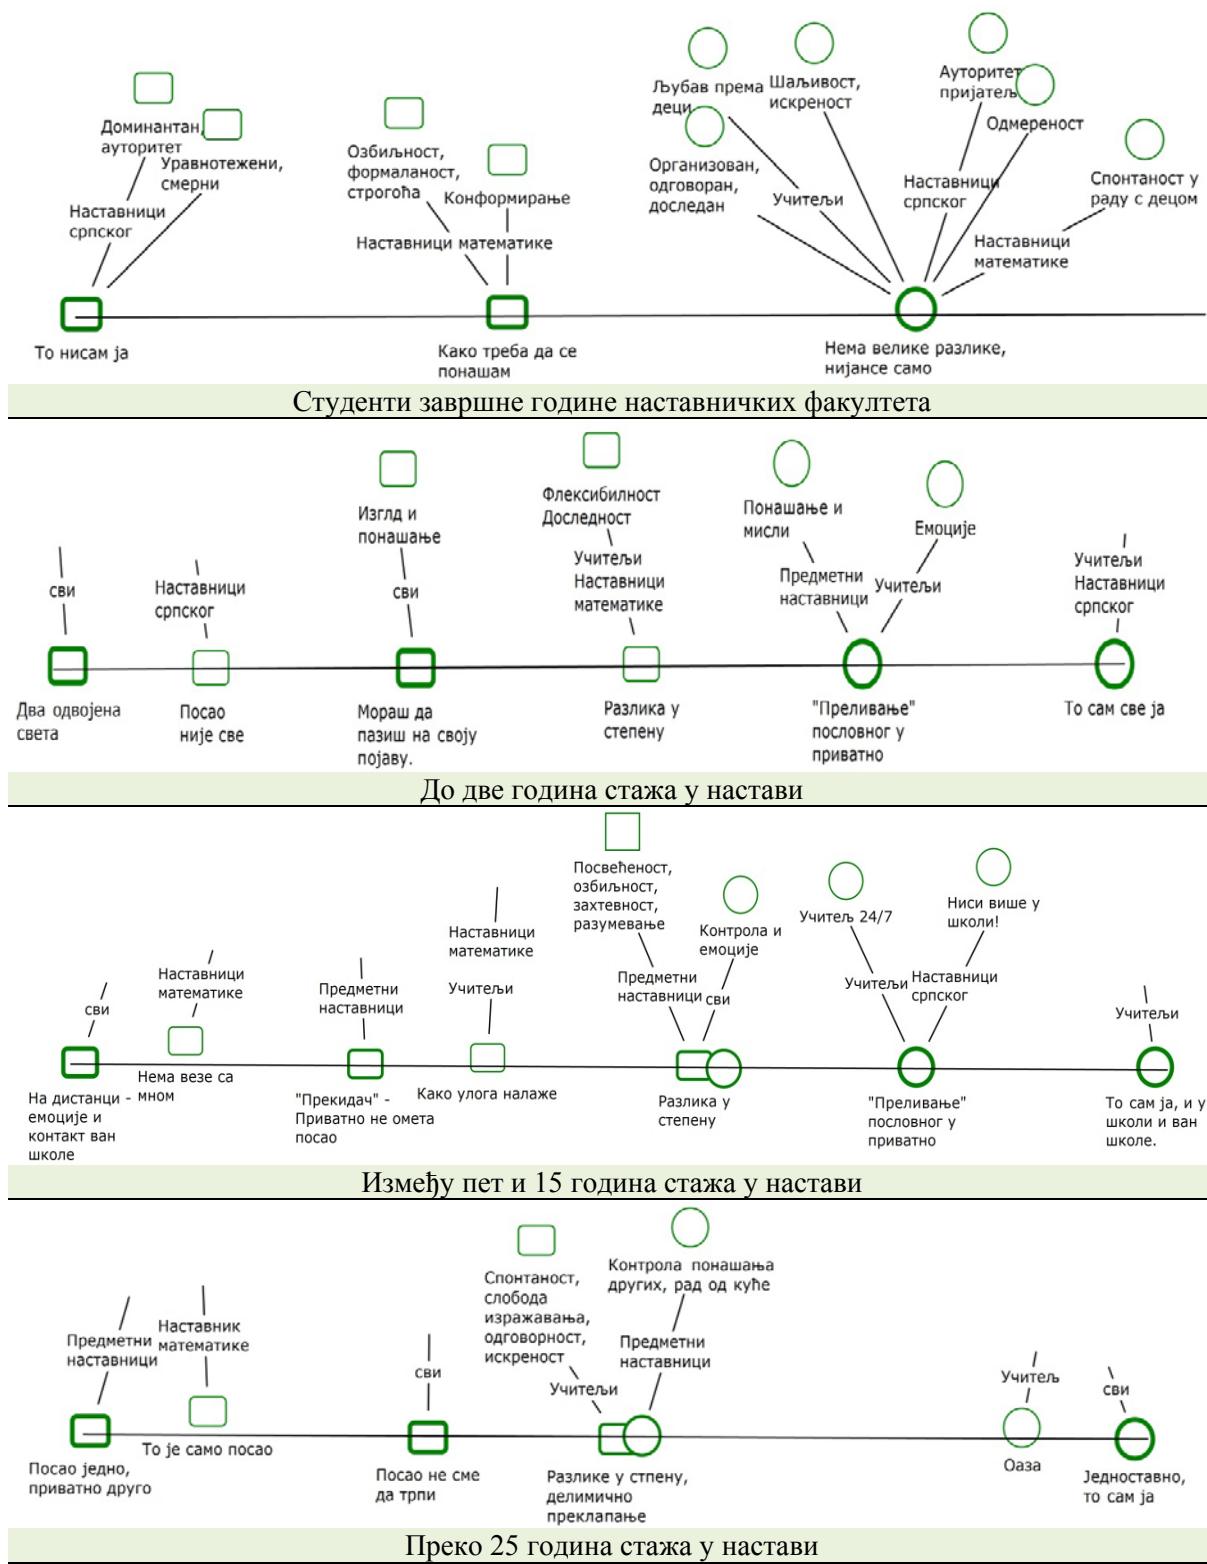 Доминантан,
ауторитет
Уравнотежени,
смерни
Наставници
српског
Озбиљност,
формаланост,
строгоћа
Конформирање
Наставници математике
Љубав према
деци
Шаљивост,
искреност
Организован,
одговоран,
доследан
Учитељи
Ауторитет
пријатељ
Одмереност
Наставници
српског
Спонтаност у
раду с децом
Наставници
математике
То нисам ја
Како треба да се
понашам
Нема велике разлике,
нијансе само
Студенти завршне године наставничких факултета
сви
Наставници
српског
Изглд и
понашање
сви
Флексибилност
Доследност
Учитељи
Наставници
математике
Понашање и
мисли
Предметни
наставници
Емоције
Учитељи
Учитељи
Наставници
српског
Два одвојена
света
Посао
није све
Мораш да
пазиш на своју
појаву.
Разлика у
степену
"Преливање"
пословног у
приватно
То сам све ја
До две година стажа у настави
сви
Наставници
математике
Предметни
наставници
Наставници
математике
Учитељи
Посвећеност,
озбиљност,
захтевност,
разумевање
Предметни
наставници
Контрола и
емоције
сви
Учитељ 24/7
Учитељи
Ниси више у
школи!
Наставници
српског
Учитељи
На дистанци -
емоције и
контакт ван
школе
Нема везе са
мном
"Прекидач" -
Приватно не омета
посао
Како улога налаже
Разлика у
степену
"Преливање"
пословног у
приватно
То сам ја, и у
школи и ван
школе.
Између пет и 15 година стажа у настави
Предметни
наставници
Наставник
математике
сви
Спонтаност,
слобода
изражавања,
одговорност,
искреност
Учитељи
Контрола понашања
других, рад од куће
Предметни
наставници
Учитељ
сви
Посао једно,
приватно друго
То је само посао
Посао не сме
да трпи
Разлике у стпену,
делимично
преклапање
Оаза
Једноставно,
то сам ја
Преко 25 година стажа у настави